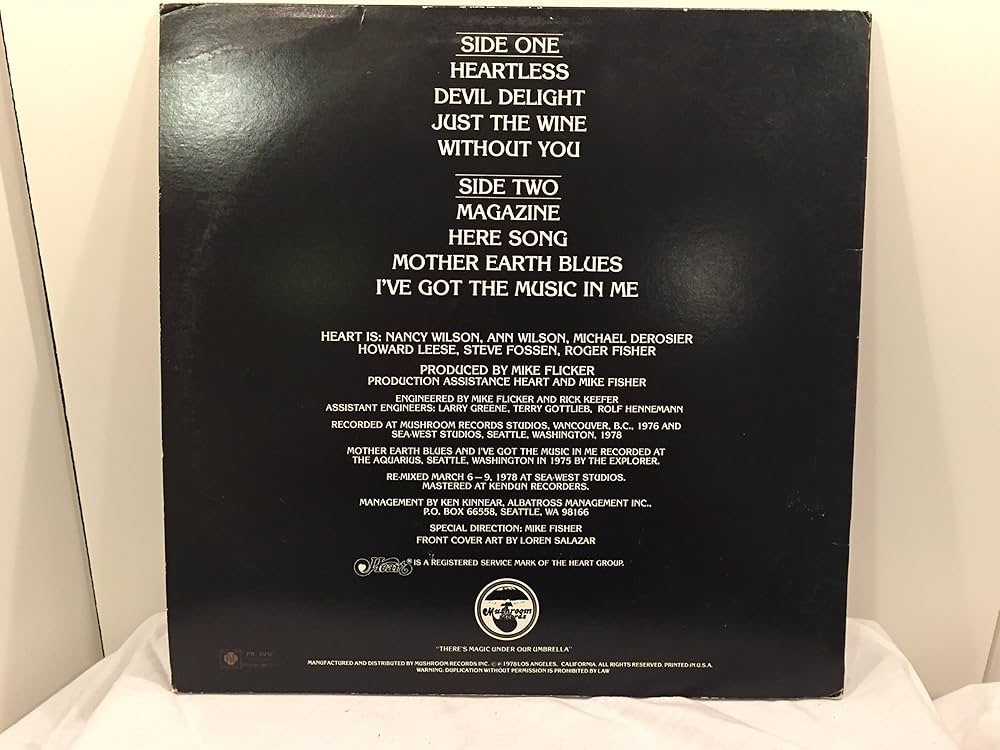 SIDE ONE
HEARTLESS
DEVIL DELIGHT
JUST THE WINE
WITHOUT YOU
SIDE TWO
MAGAZINE
HERE SONG
MOTHER EARTH BLUES
I'VE GOT THE MUSIC IN ME
HEART IS: NANCY WILSON, ANN WILSON, MICHAEL DEROSIER
HOWARD LEESE, STEVE FOSSEN, ROGER FISHER
PRODUCED BY MIKE FLICKER
PRODUCTION ASSISTANCE HEART AND MIKE FISHER
ENGINEERED BY MIKE FLICKER AND RICK KEEFER
ASSISTANT ENGINEERS: LARRY GREENE, TERRY GOTTLIEB, ROLF HENNEMANN
RECORDED AT MUSHROOM RECORDS STUDIOS, VANCOUVER, B.C., 1976 AND
SEA-WEST STUDIOS, SEATTLE, WASHINGTON, 1978
MOTHER EARTH BLUES AND I'VE GOT THE MUSIC IN ME RECORDED AT
THE AQUARIUS, SEATTLE, WASHINGTON IN 1975 BY THE EXPLORER.
RE-MIXED MARCH 6–9, 1978 AT SEA-WEST STUDIOS.
MASTERED AT KENDUN RECORDERS.
MANAGEMENT BY KEN KINNEAR, ALBATROSS MANAGEMENT INC.,
P.O. BOX 66558, SEATTLE, WA 98166
SPECIAL DIRECTION: MIKE FISHER
FRONT COVER ART BY LOREN SALAZAR
Heart® IS A REGISTERED SERVICE MARK OF THE HEART GROUP.
Mushroom
Records
"THERE'S MAGIC UNDER OUR UMBRELLA"
MANUFACTURED AND DISTRIBUTED BY MUSHROOM RECORDS INC. ©℗ 1978 LOS ANGELES, CALIFORNIA. ALL RIGHTS RESERVED. PRINTED IN U.S.A.
WARNING: DUPLICATION WITHOUT PERMISSION IS PROHIBITED BY LAW